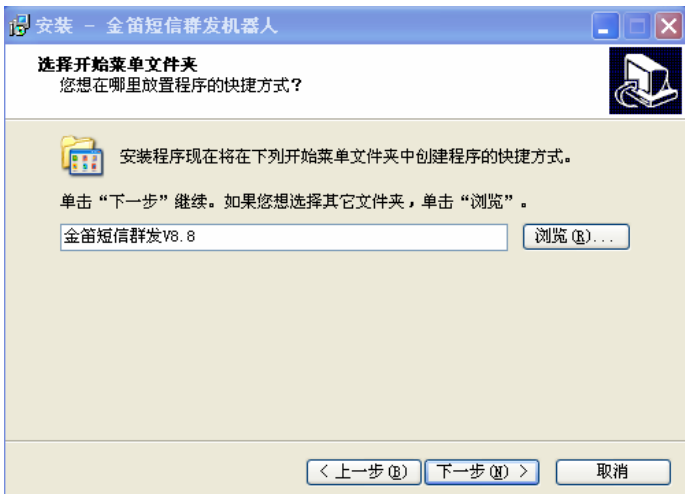 安装 - 金笛短信群发机器人
选择开始菜单文件夹
您想在哪里放置程序的快捷方式?
安装程序现在将在下列开始菜单文件夹中创建程序的快捷方式。
单击“下一步”继续。如果您想选择其它文件夹,单击“浏览”。
金笛短信群发V8.8
浏览(R)...
< 上一步(B)
下一步(N) >
取消